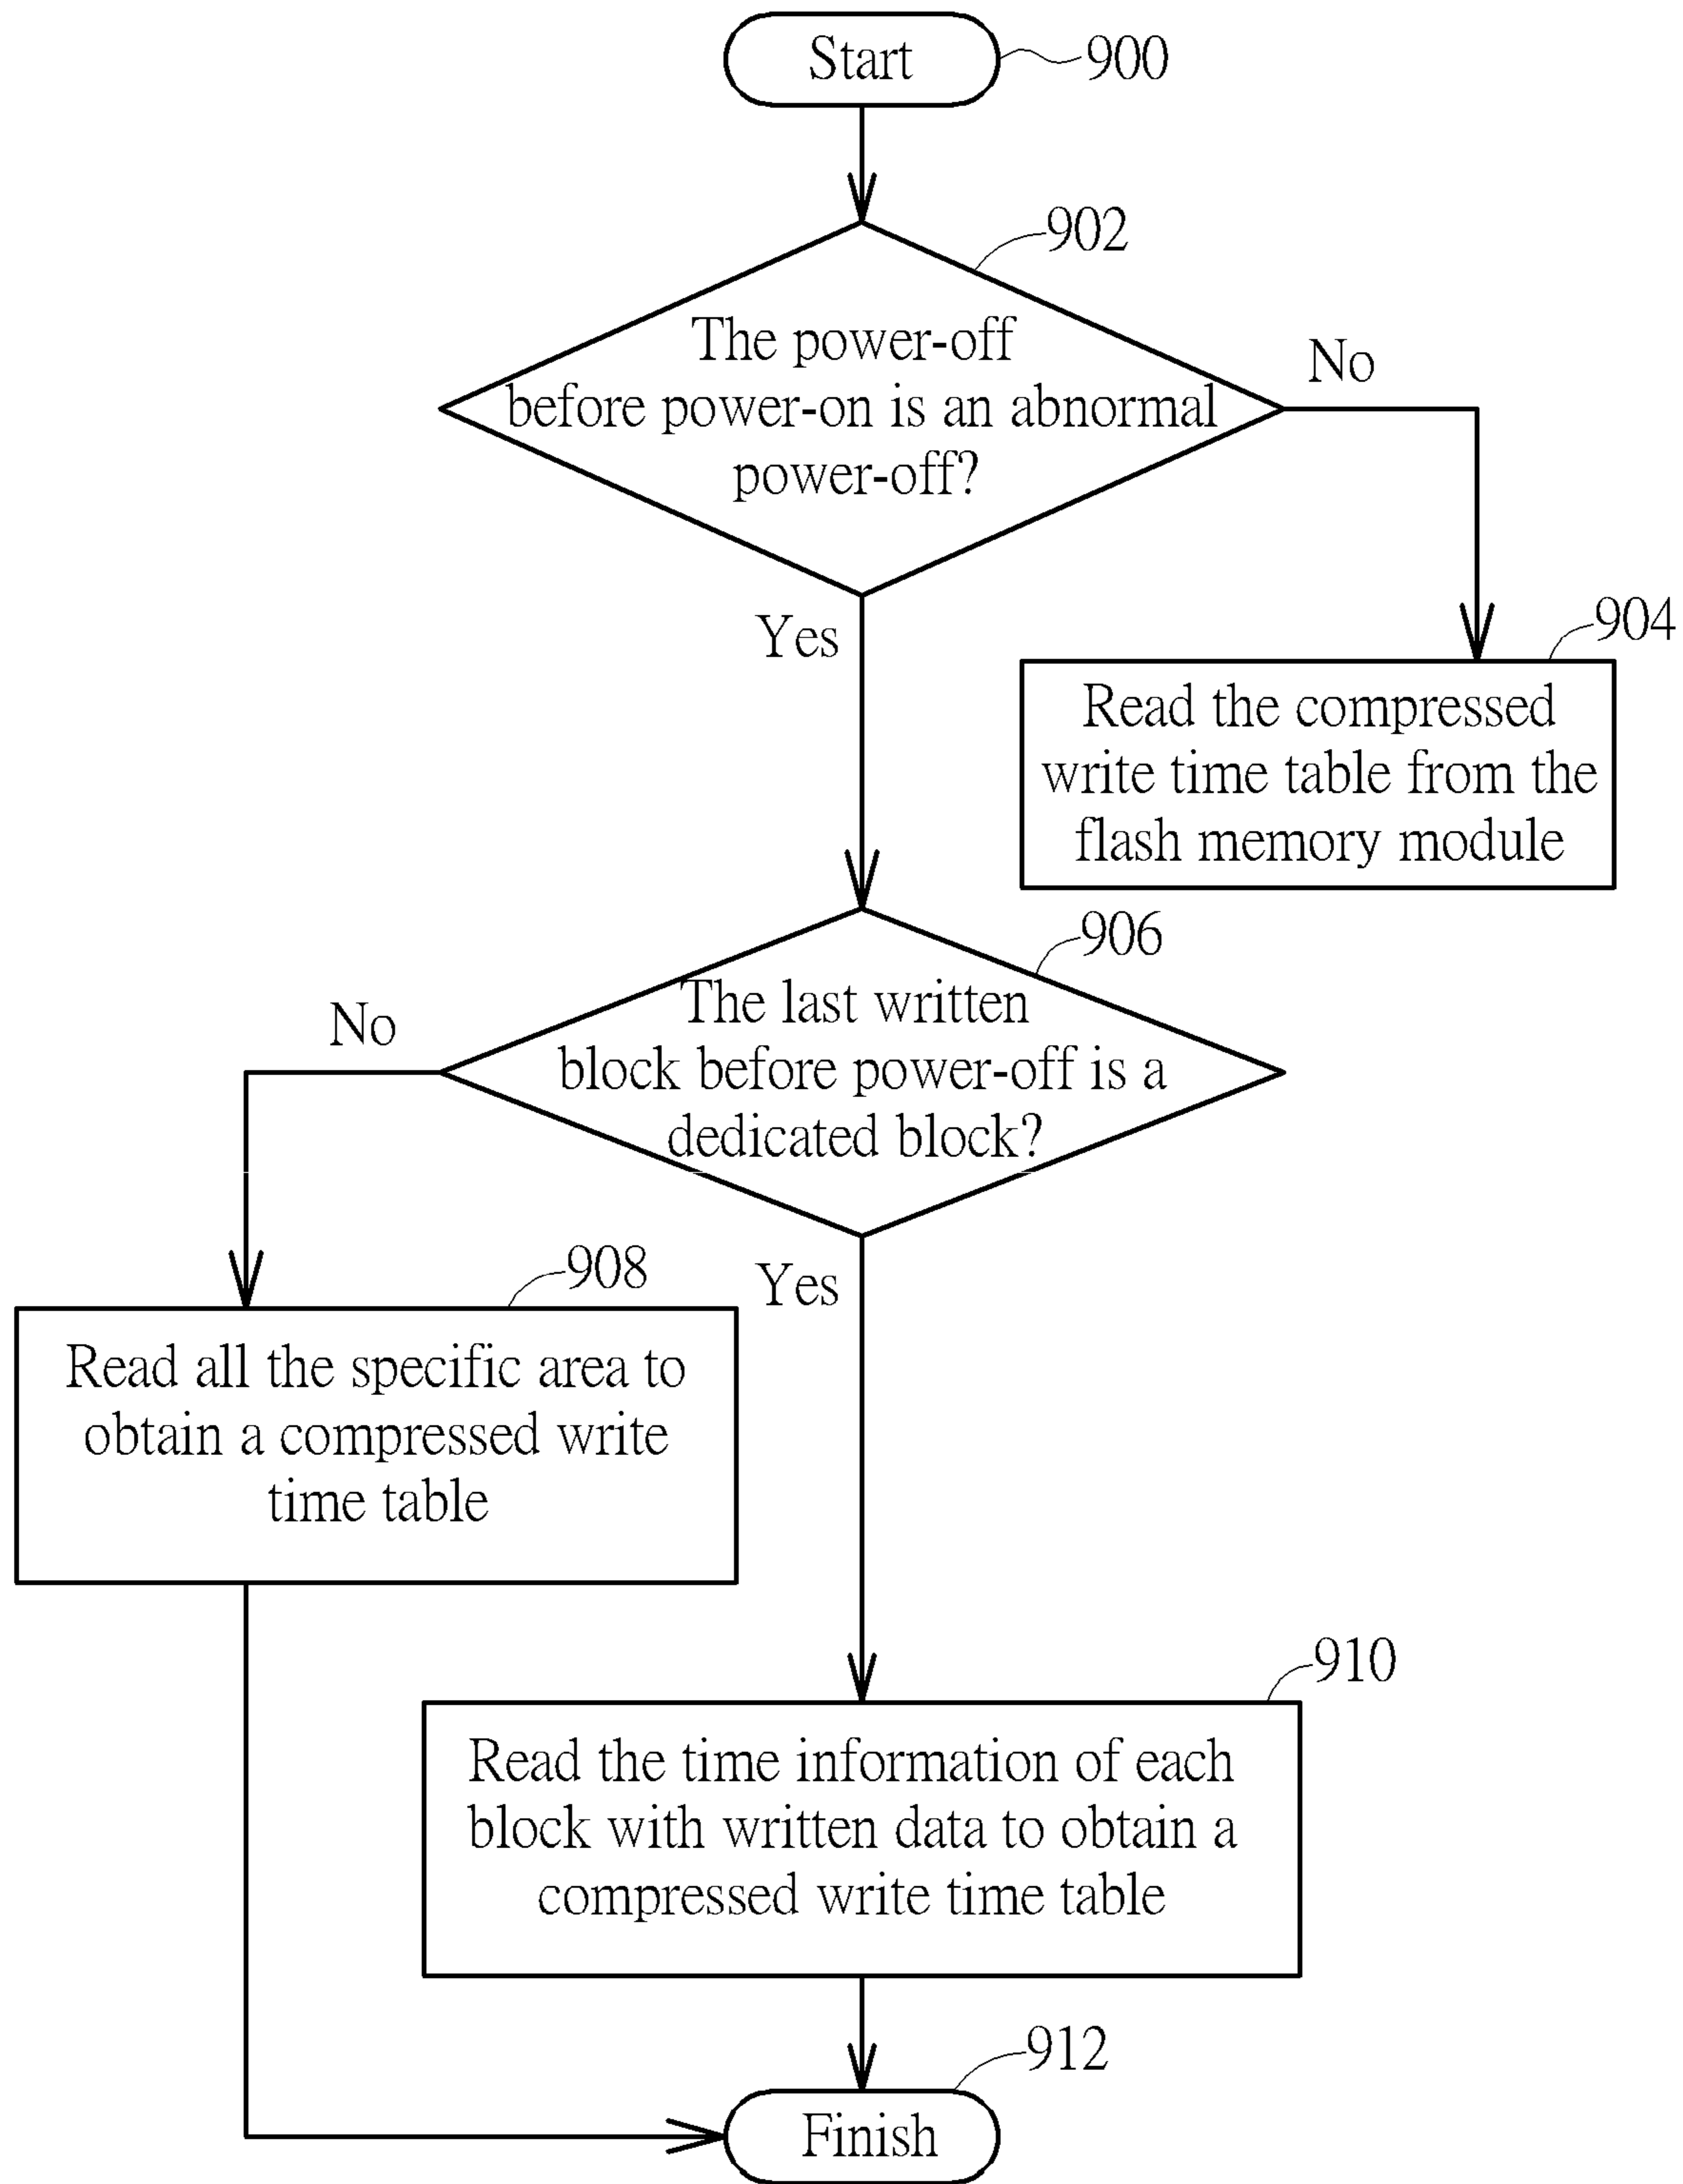 Start
900
902
The power-off
before power-on is an abnormal
power-off?
No
Yes
904
Read the compressed
write time table from the
flash memory module
906
The last written
block before power-off is a
dedicated block?
No
Yes
908
Read all the specific area to
obtain a compressed write
time table
910
Read the time information of each
block with written data to obtain a
compressed write time table
912
Finish